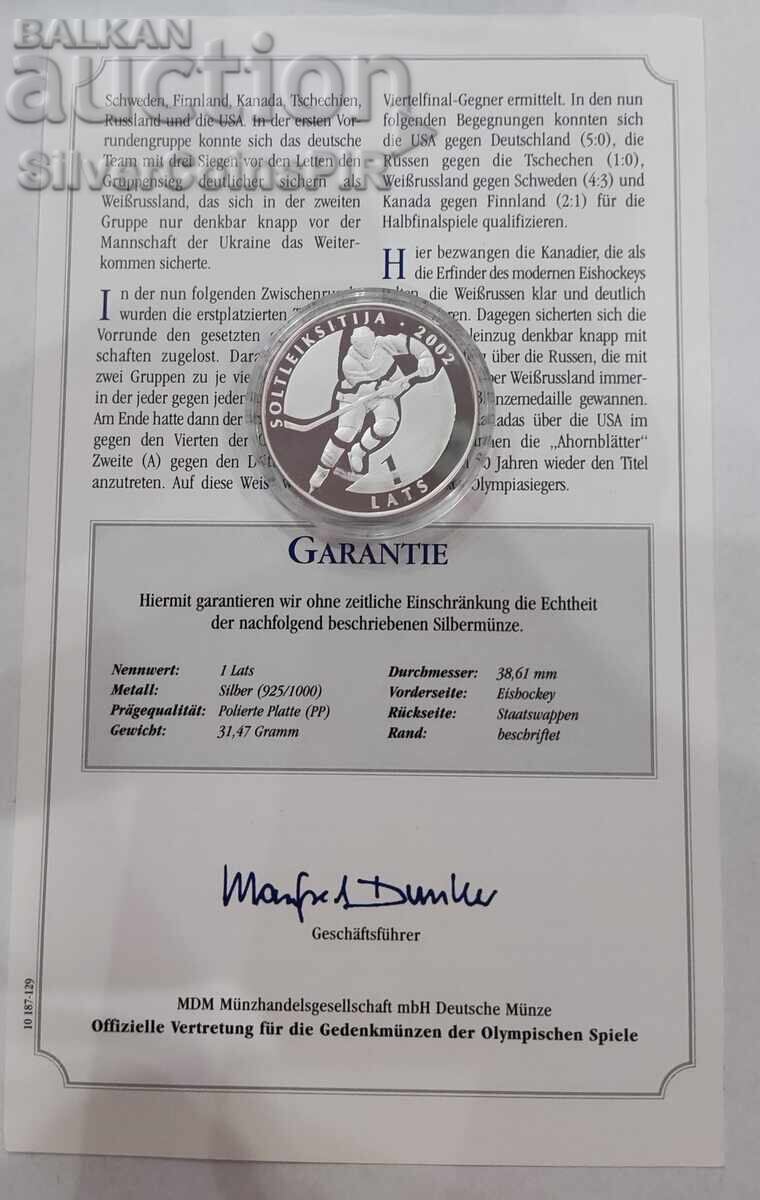 BALKAN
auction
SilverCoinsPR
Schweden, Finnland, Kanada, Tschechien,
Russland und die USA. In der ersten Vor-
rundengruppe konnte sich das deutsche
Team mit drei Siegen vor den Letten den
Gruppensieg deutlicher sichern als
Weißrussland, das sich in der zweiten
Gruppe nur denkbar knapp vor der
Mannschaft der Ukraine das Weiter-
kommen sicherte.
In der nun folgenden Zwischenrunde
wurden die erstplatzierten
Vorrunde den gesetzten
schaften zugelost.
zwei Gruppen zu je
in der jeder gegen jeden
Am Ende hatte dann der
gegen den Vierten der
Zweite (A) gegen den
anzutreten. Auf diese
Viertelfinal-Gegner ermittelt. In den nun
folgenden Begegnungen konnten sich
die USA gegen Deutschland (5:0), die
Russen gegen die Tschechen (1:0),
Weißrussland gegen Schweden (4:3) und
Kanada gegen Finnland (2:1) für die
Halbfinalspiele qualifizieren.
Hier bezwangen die Kanadier, die als
die Erfinder des modernen Eishockeys
die Weißrussen klar und deutlich
Dagegen sicherten sich die
denkbar knapp mit
über die Russen, die mit
Weißrussland immer-
gewannen.
über die USA im
die „Ahornblätter“
Jahren wieder den Titel
Olympiasiegers.
SOLTLEIKSITIJA · 2002
1
LATS
GARANTIE
Hiermit garantieren wir ohne zeitliche Einschränkung die Echtheit
der nachfolgend beschriebenen Silbermünze.
Nennwert: 1 Lats
Metall: Silber (925/1000)
Prägequalität: Polierte Platte (PP)
Gewicht: 31,47 Gramm
Durchmesser: 38,61 mm
Vorderseite: Eishockey
Rückseite: Staatswappen
Rand: beschriftet
Geschäftsführer
MDM Münzhandelsgesellschaft mbH Deutsche Münze
Offizielle Vertretung für die Gedenkmünzen der Olympischen Spiele
10 187-129